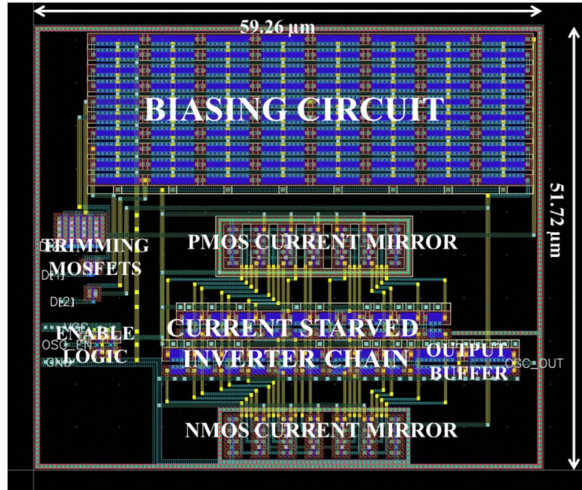 59.26 µm
BIASING CIRCUIT
51.72 µm
TRIMMING
MOSFETS
PMOS CURRENT MIRROR
D[1]
D[2]
ENABLE
LOGIC
OSC_EN
GND
CURRENT STARVED
INVERTER CHAIN
OUTPUT
BUFFER
OSC_OUT
NMOS CURRENT MIRROR